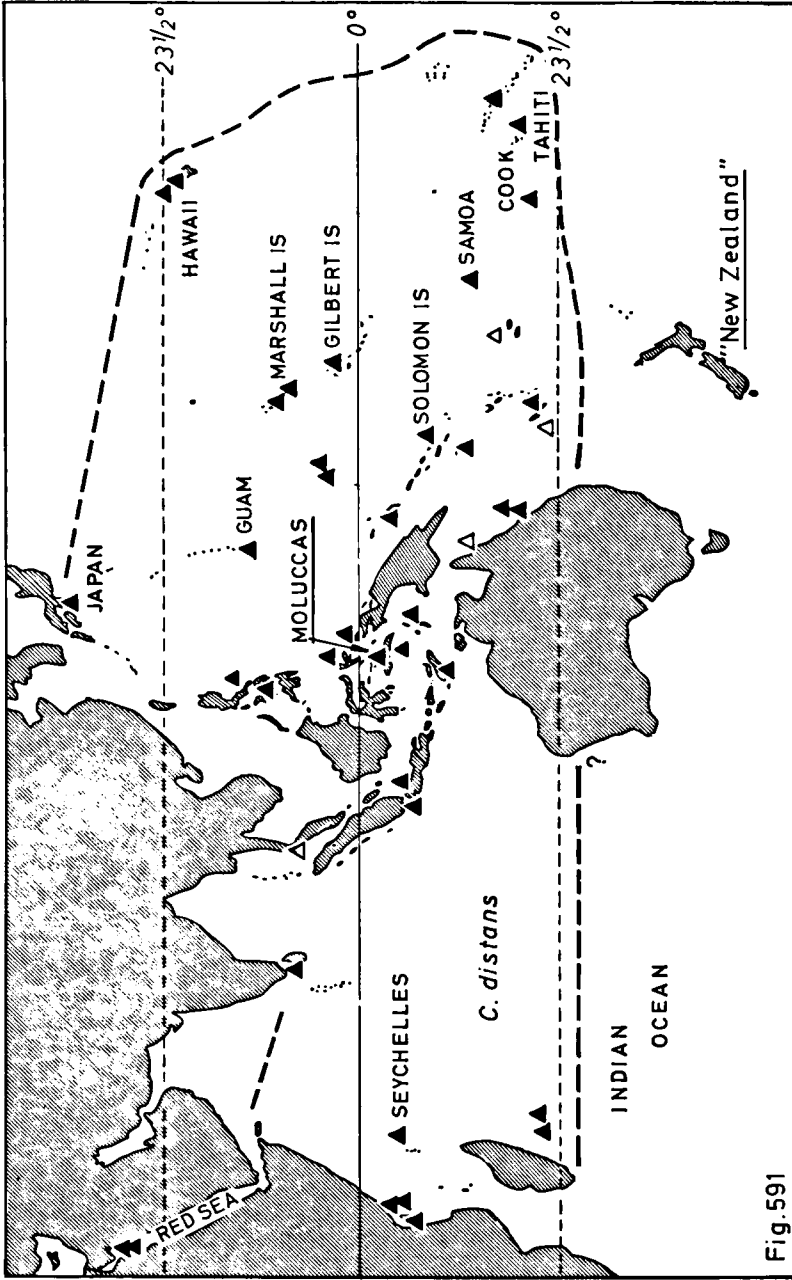 23½°
0°
23½°
JAPAN
HAWAII
GUAM
MARSHALL IS
GILBERT IS
MOLUCCAS
SOLOMON IS
SAMOA
COOK
TAHITI
RED SEA
SEYCHELLES
C. distans
?
INDIAN
OCEAN
"New Zealand"
Fig.591